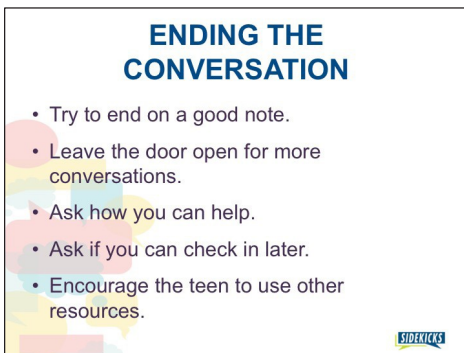 ENDING THE
CONVERSATION
• Try to end on a good note.
• Leave the door open for more
conversations.
• Ask how you can help.
• Ask if you can check in later.
• Encourage the teen to use other
resources.
SIDEKICKS